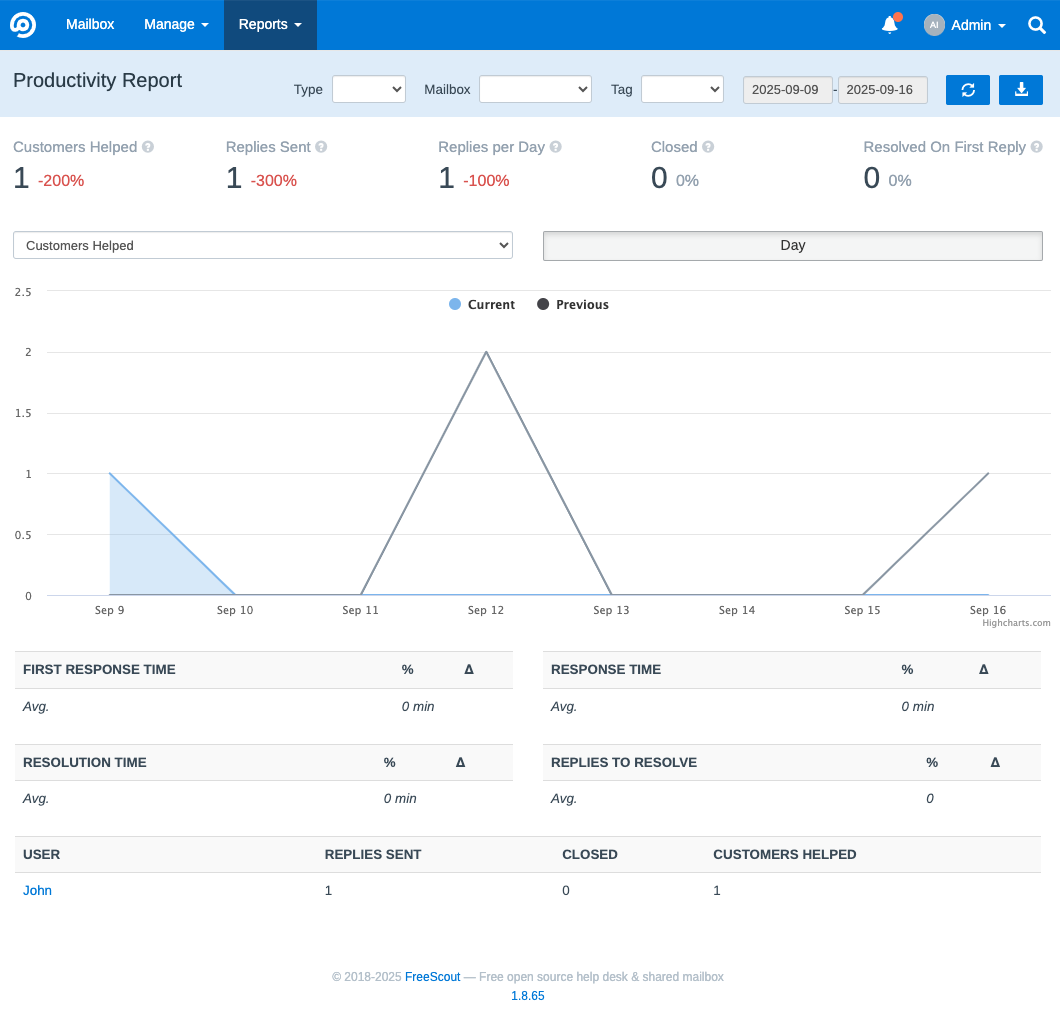 Mailbox Manage Reports AI Admin
Productivity Report Type Mailbox Tag 2025-09-09 - 2025-09-16
Customers Helped ? Replies Sent ? Replies per Day ? Closed ? Resolved On First Reply ?
1 -200% 1 -300% 1 -100% 0 0% 0 0%
Customers Helped Day
2.5
Current Previous
2
1.5
1
0.5
0
Sep 9 Sep 10 Sep 11 Sep 12 Sep 13 Sep 14 Sep 15 Sep 16
Highcharts.com
FIRST RESPONSE TIME % Δ RESPONSE TIME % Δ
Avg. 0 min Avg. 0 min
RESOLUTION TIME % Δ REPLIES TO RESOLVE % Δ
Avg. 0 min Avg. 0
USER REPLIES SENT CLOSED CUSTOMERS HELPED
John 1 0 1
© 2018-2025 FreeScout — Free open source help desk & shared mailbox
1.8.65